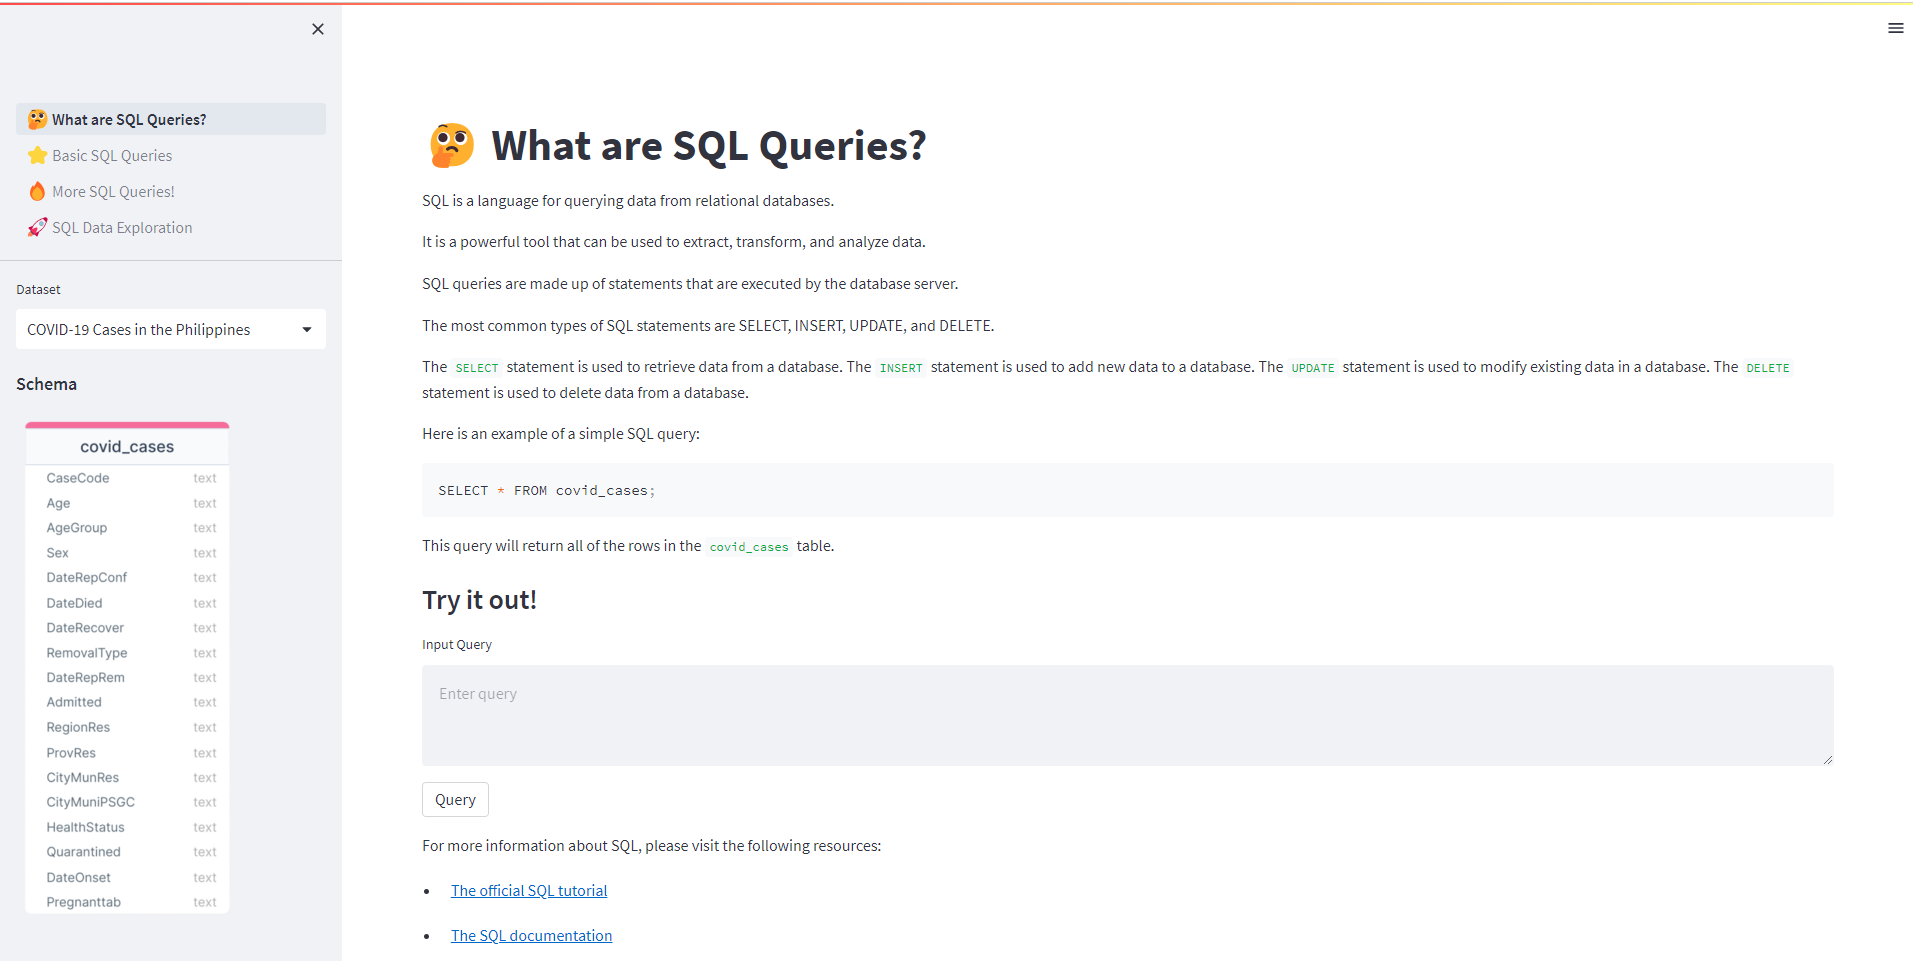 What are SQL Queries?
Basic SQL Queries
More SQL Queries!
SQL Data Exploration
Dataset
COVID-19 Cases in the Philippines
Schema
covid_cases
CaseCode text
Age text
AgeGroup text
Sex text
DateRepConf text
DateDied text
DateRecover text
RemovalType text
DateRepRem text
Admitted text
RegionRes text
ProvRes text
CityMunRes text
CityMuniPSGC text
HealthStatus text
Quarantined text
DateOnset text
Pregnanttab text
What are SQL Queries?
SQL is a language for querying data from relational databases.
It is a powerful tool that can be used to extract, transform, and analyze data.
SQL queries are made up of statements that are executed by the database server.
The most common types of SQL statements are SELECT, INSERT, UPDATE, and DELETE.
The SELECT statement is used to retrieve data from a database. The INSERT statement is used to add new data to a database. The UPDATE statement is used to modify existing data in a database. The DELETE
statement is used to delete data from a database.
Here is an example of a simple SQL query:
SELECT * FROM covid_cases;
This query will return all of the rows in the covid_cases table.
Try it out!
Input Query
Enter query
Query
For more information about SQL, please visit the following resources:
• The official SQL tutorial
• The SQL documentation